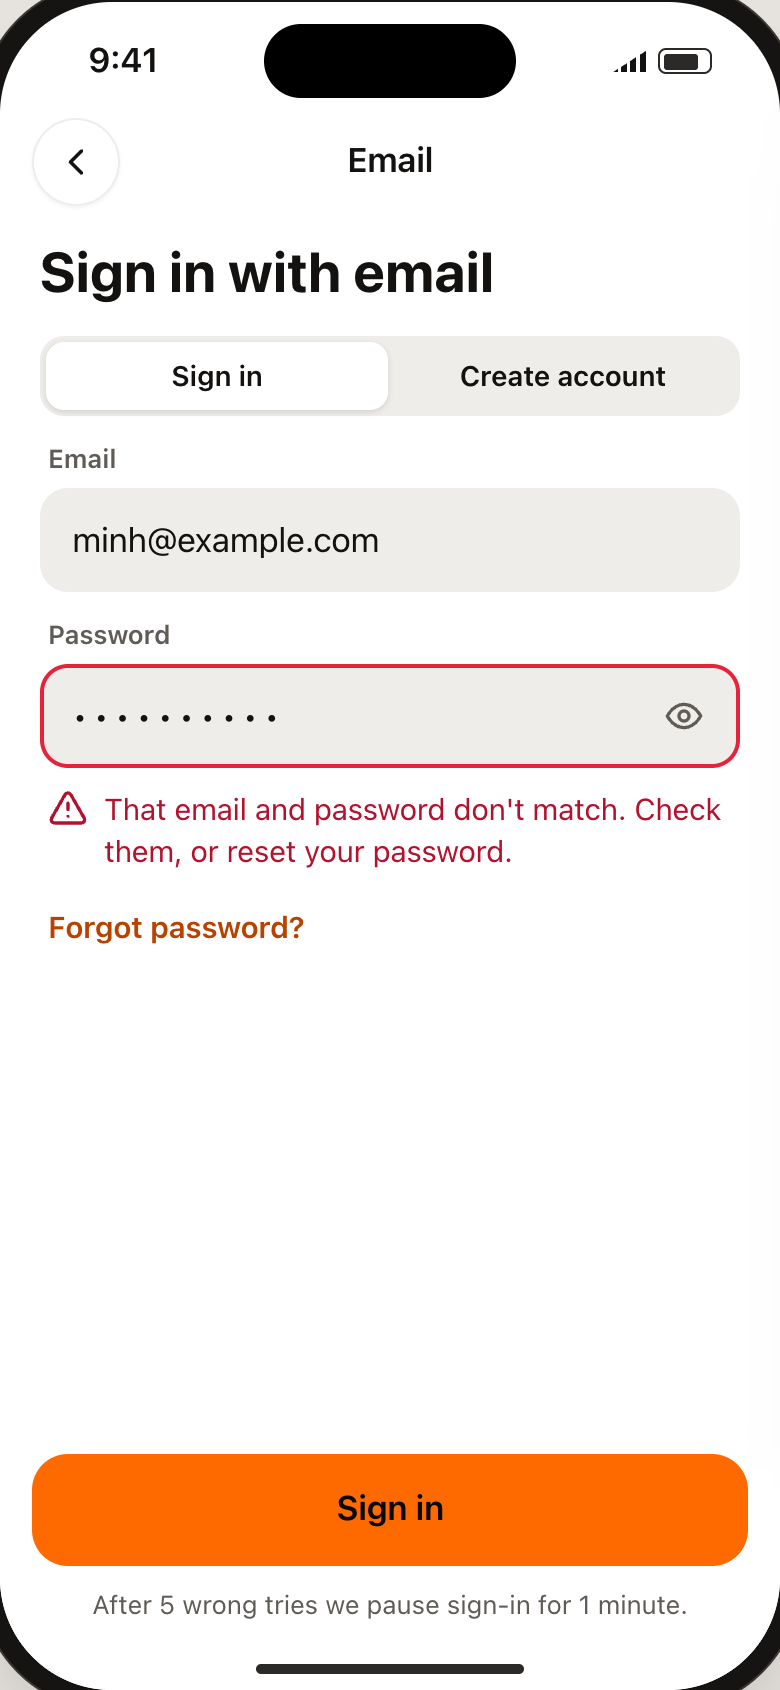 9:41
Email
Sign in with email
Sign in
Create account
Email
minh@example.com
Password
That email and password don't match. Check
them, or reset your password.
Forgot password?
Sign in
After 5 wrong tries we pause sign-in for 1 minute.